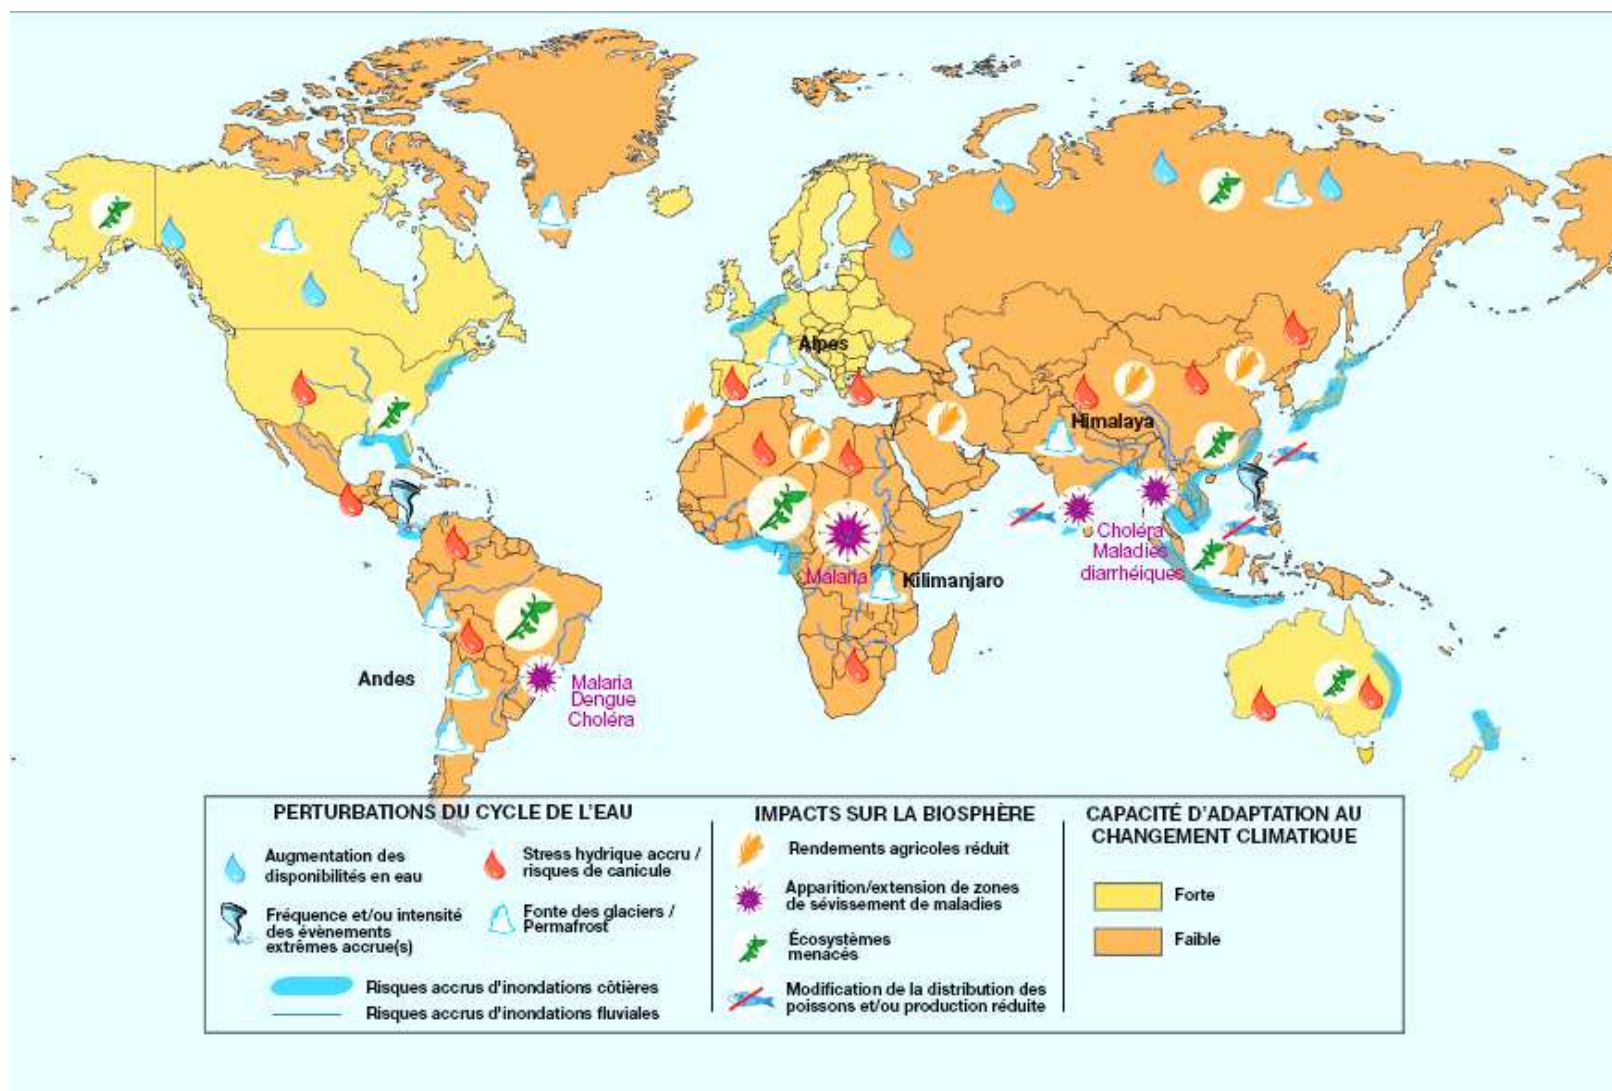 Alpes
Himalaya
Choléra
Maladies
diarrhéiques
Malaria
Kilimanjaro
Andes
Malaria
Dengue
Choléra
PERTURBATIONS DU CYCLE DE L'EAU
Augmentation des
disponibilités en eau
Stress hydrique accru /
risques de canicule
Fréquence et/ou intensité
des évènements
extrêmes accrue(s)
Fonte des glaciers /
Permafrost
Risques accrus d'inondations côtières
Risques accrus d'inondations fluviales
IMPACTS SUR LA BIOSPHÈRE
Rendements agricoles réduit
Apparition/extension de zones
de sévissement de maladies
Écosystèmes
menacés
Modification de la distribution des
poissons et/ou production réduite
CAPACITÉ D'ADAPTATION AU
CHANGEMENT CLIMATIQUE
Forte
Faible